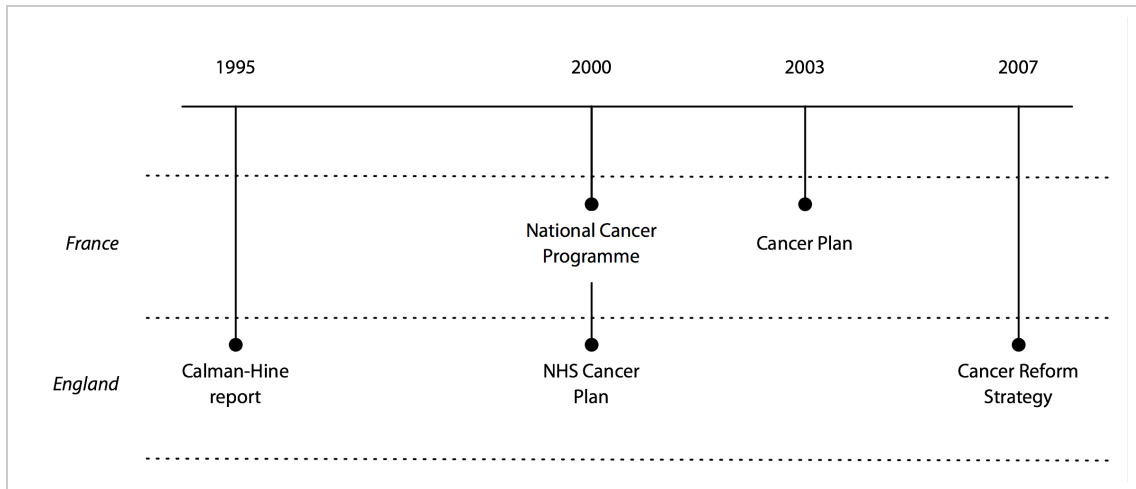 1995
2000
2003
2007
France
National Cancer
Programme
Cancer Plan
England
Calman-Hine
report
NHS Cancer
Plan
Cancer Reform
Strategy